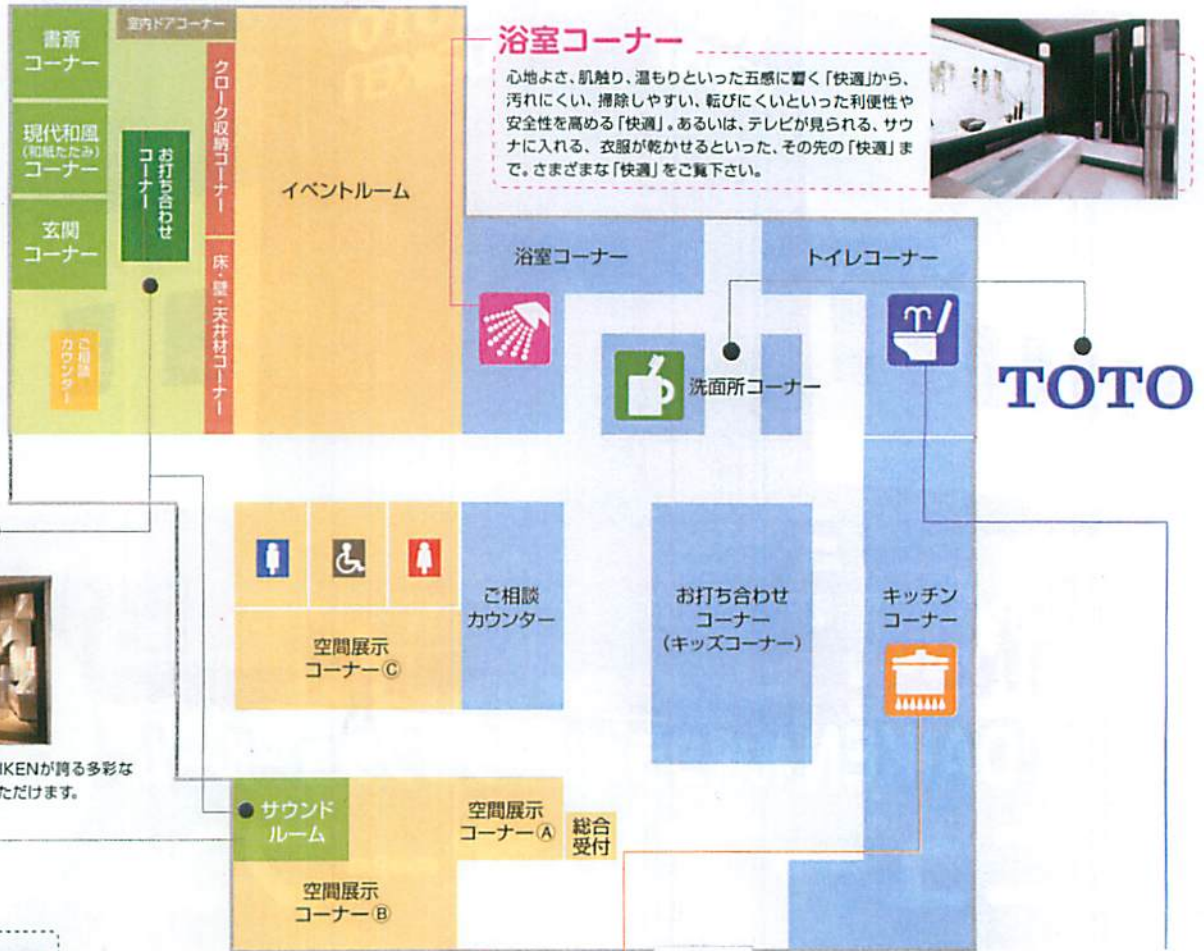 浴室コーナー
心地よさ、肌触り、温もりといった五感に響く「快適」から、
汚れにくい、掃除しやすい、転びにくいといった利便性や
安全性を高める「快適」。あるいは、テレビが見られる、サウ
ナに入れる、衣服が乾かせるといった、その先の「快適」ま
で。さまざまな「快適」をご覧下さい。
書斎
コーナー
室内ドアコーナー
現代和風
(和紙たたみ)
コーナー
玄関
コーナー
お打ち合わせ
コーナー
クローク収納コーナー
床・壁・天井材コーナー
ご相談
カウンター
イベントルーム
浴室コーナー
トイレコーナー
洗面所コーナー
TOTO
空間展示
コーナーⒸ
ご相談
カウンター
お打ち合わせ
コーナー
(キッズコーナー)
キッチン
コーナー
IKENが誇る多彩な
ただけます。
サウンド
ルーム
空間展示
コーナーⒶ
総合
受付
空間展示
コーナーⒷ